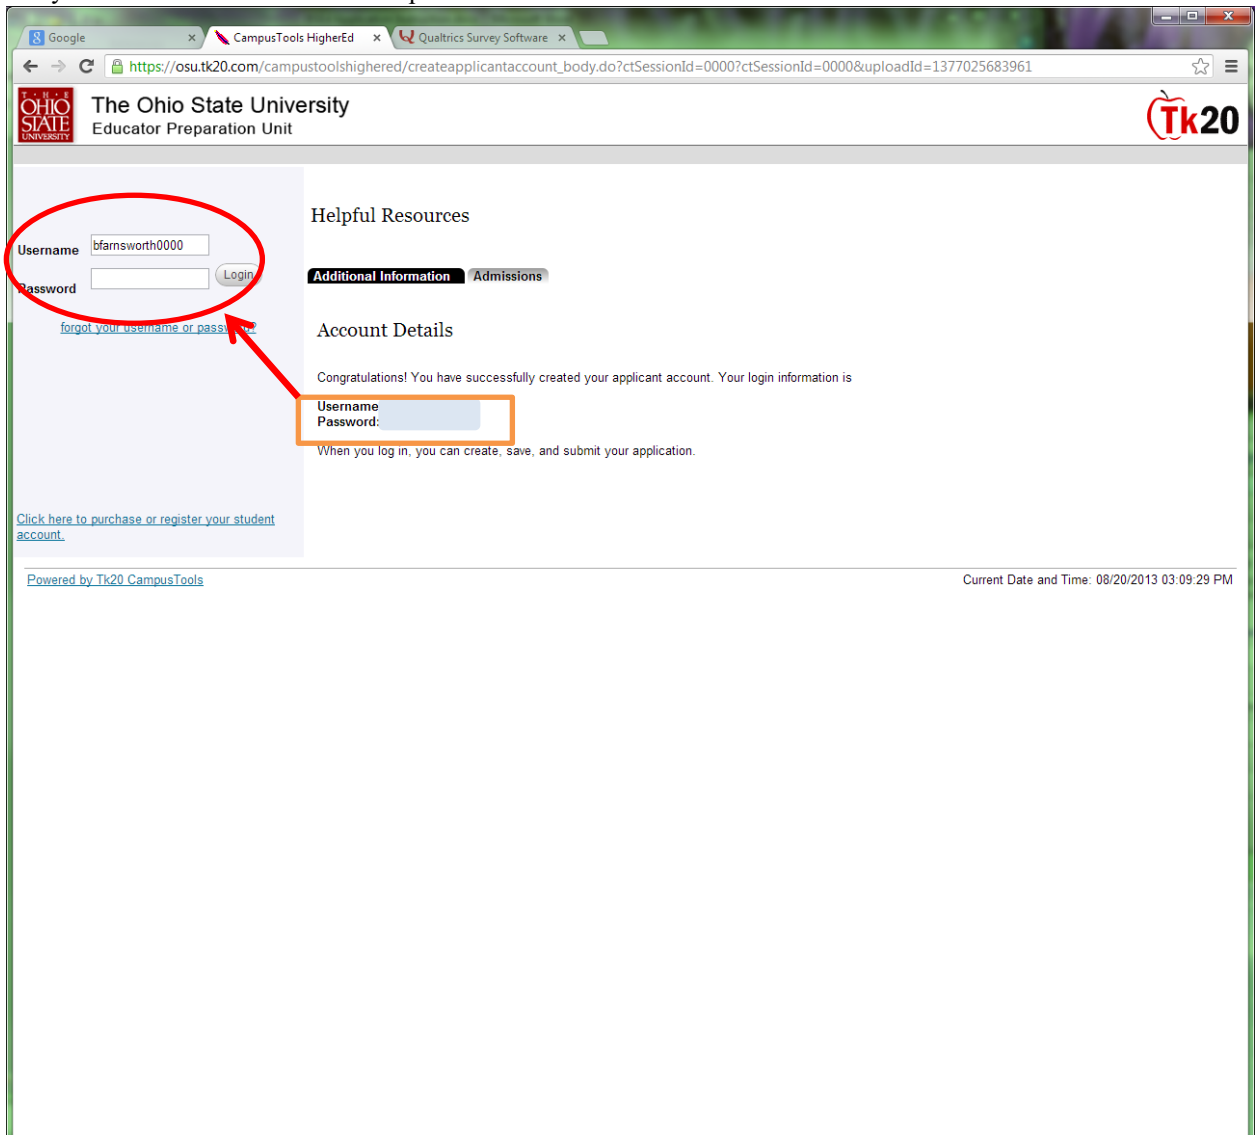 Google
CampusTools HigherEd
Qualtrics Survey Software
https://osu.tk20.com/campustoolshighered/createapplicantaccount_body.do?ctSessionId=0000?ctSessionId=0000&uploadId=1377025683961
T·H·E
OHIO
STATE
UNIVERSITY
The Ohio State University
Educator Preparation Unit
Tk20
Helpful Resources
Username bfarnsworth0000
Password Login
forgot your username or password?
Additional Information Admissions
Account Details
Congratulations! You have successfully created your applicant account. Your login information is
Username
Password:
When you log in, you can create, save, and submit your application.
Click here to purchase or register your student
account.
Powered by Tk20 CampusTools
Current Date and Time: 08/20/2013 03:09:29 PM